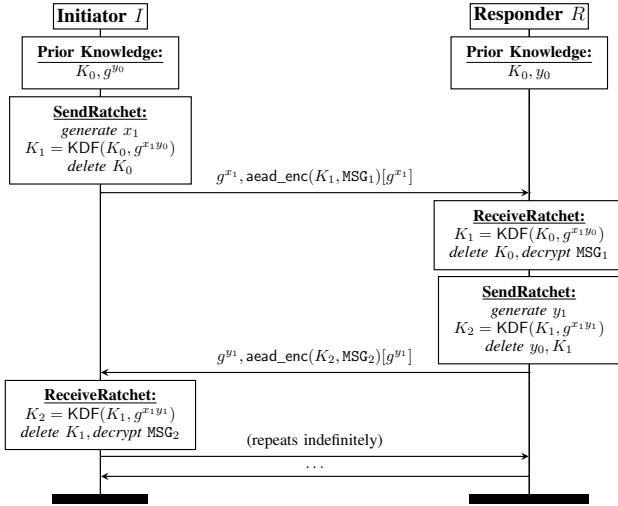 Initiator I
Responder R
Prior Knowledge:
K₀, g^{y₀}
Prior Knowledge:
K₀, y₀
SendRatchet:
generate x₁
K₁ = KDF(K₀, g^{x₁y₀})
delete K₀
g^{x₁}, aead_enc(K₁, MSG₁)[g^{x₁}]
ReceiveRatchet:
K₁ = KDF(K₀, g^{x₁y₀})
delete K₀, decrypt MSG₁
SendRatchet:
generate y₁
K₂ = KDF(K₁, g^{x₁y₁})
delete y₀, K₁
g^{y₁}, aead_enc(K₂, MSG₂)[g^{y₁}]
ReceiveRatchet:
K₂ = KDF(K₁, g^{x₁y₁})
delete K₁, decrypt MSG₂
(repeats indefinitely)
...